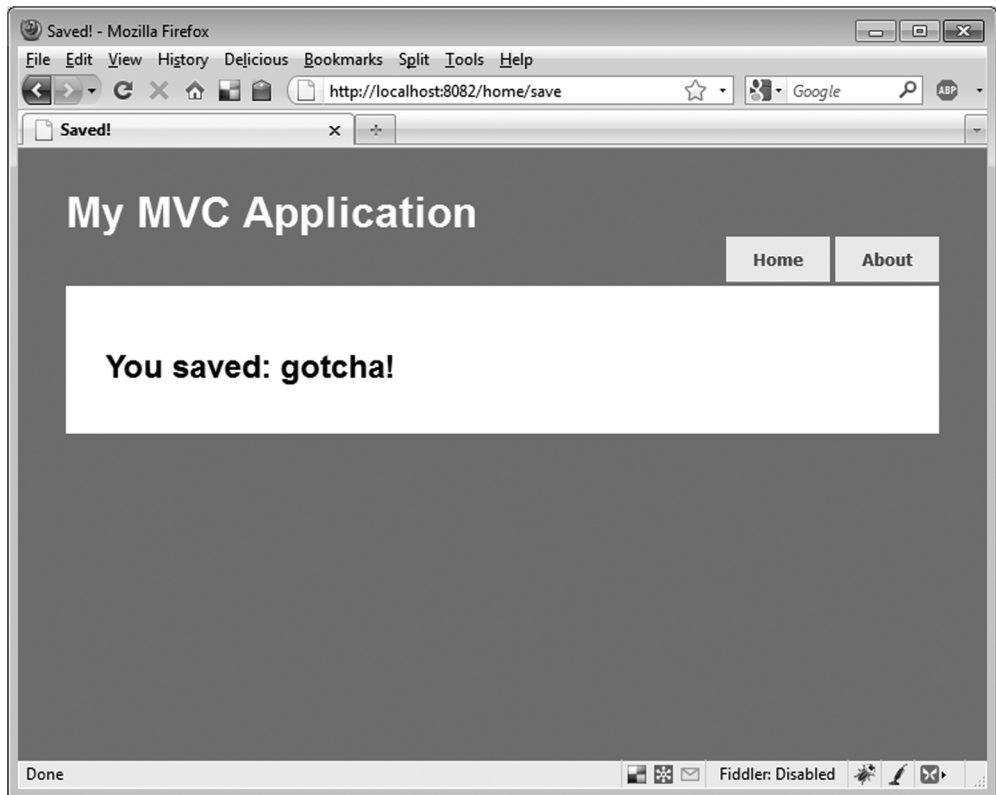 Saved! - Mozilla Firefox
File Edit View History Delicious Bookmarks Split Tools Help
http://localhost:8082/home/save
Google
ABP
Saved!
My MVC Application
Home About
You saved: gotcha!
Done
Fiddler: Disabled